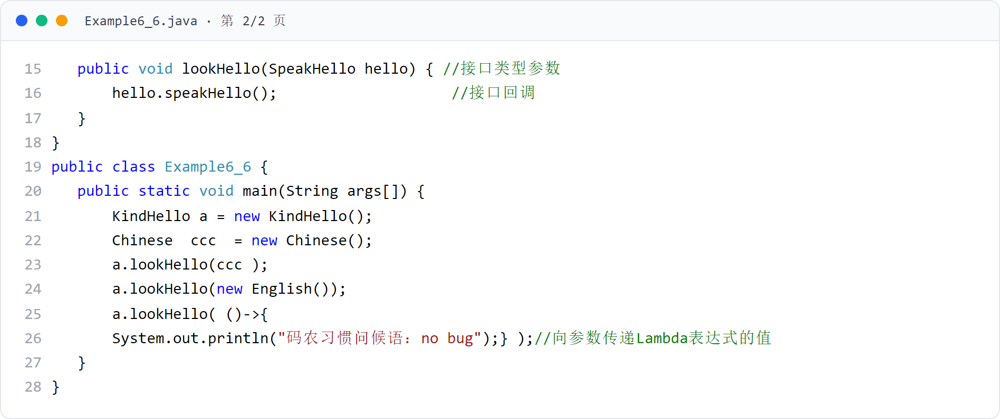 Example6_6.java · 第 2/2 页
15    public void lookHello(SpeakHello hello) { //接口类型参数
16        hello.speakHello();                    //接口回调
17    }
18 }
19 public class Example6_6 {
20    public static void main(String args[]) {
21        KindHello a = new KindHello();
22        Chinese  ccc  = new Chinese();
23        a.lookHello(ccc );
24        a.lookHello(new English());
25        a.lookHello( ()->{
26        System.out.println("码农习惯问候语：no bug");} );//向参数传递Lambda表达式的值
27    }
28 }